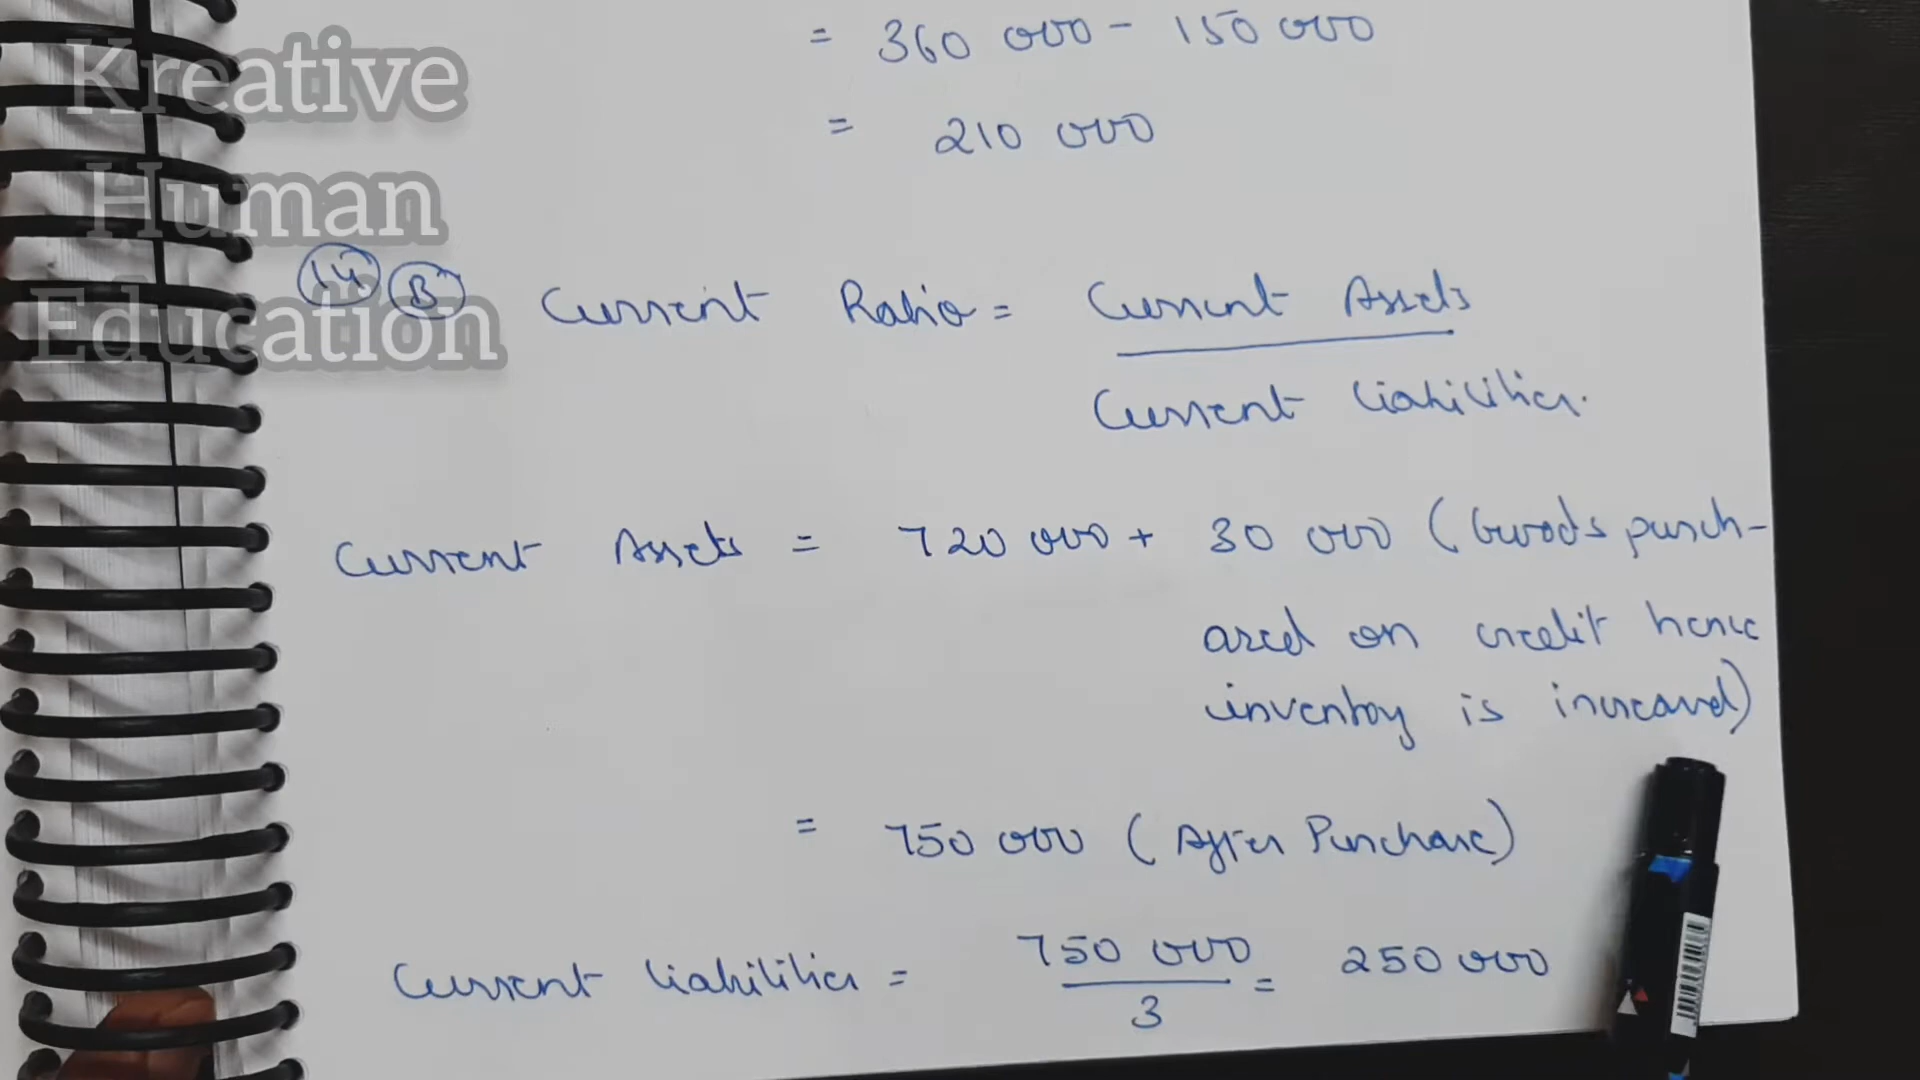 = 360 000 - 150 000
= 210 000
Kreative
Human
Education
14 B Current Ratio = Current Assets
Current liabilities.
Current Assets = 720 000 + 30 000 (Goods purch-
ased on credit hence
inventory is increased)
= 750 000 (After Purchase)
Current liabilities = 750 000 = 250 000
3